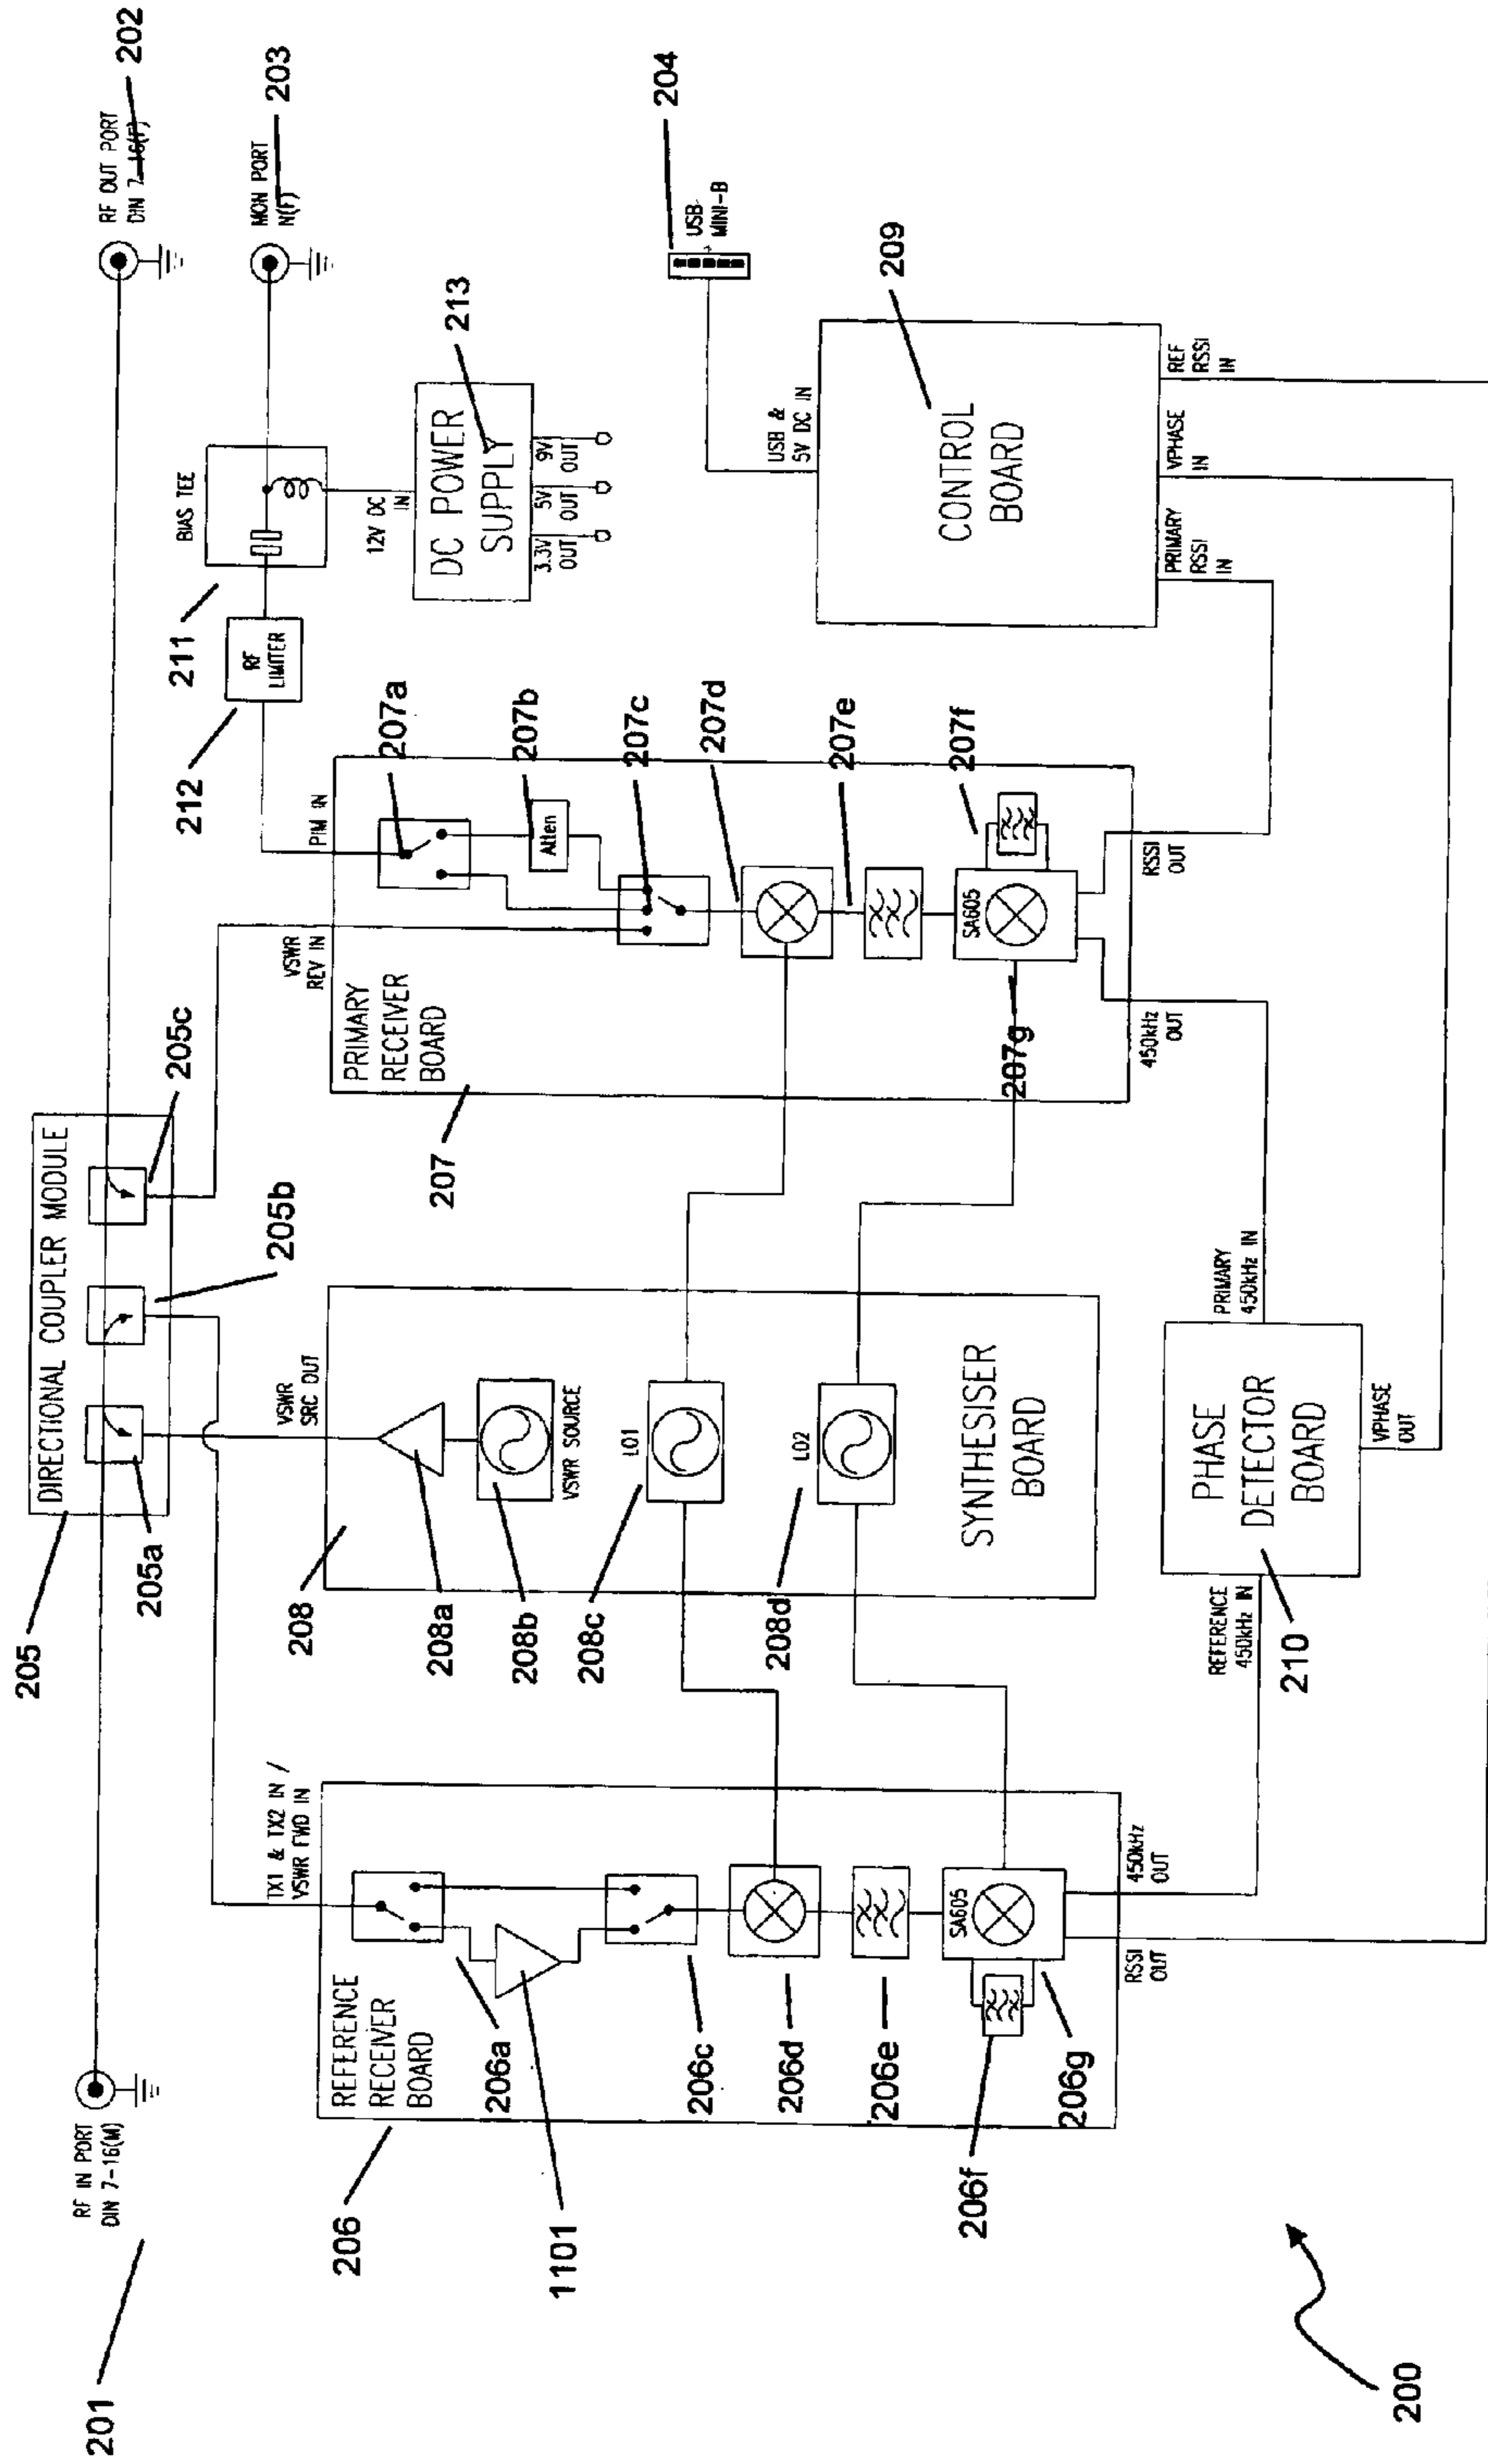 RF IN PORT
DIN 7-16(M)
201
RF OUT PORT
DIN 7-16(F)
202
MON PORT
N(F)
203
USB
MINI-B
204
DIRECTIONAL COUPLER MODULE
205
205a
205b
205c
BIAS TEE
211
RF
LIMITER
212
12V DC
IN
DC POWER
SUPPLY
213
3.3V
OUT
5V
OUT
9V
OUT
TX1 & TX2 IN /
VSWR FWD IN
REFERENCE
RECEIVER
BOARD
206
206a
1101
206c
206d
206e
206f
206g
SA605
RSSI
OUT
450kHz
OUT
VSWR
SRC OUT
208
208a
208b
VSWR SOURCE
208c
LO1
208d
LO2
SYNTHESISER
BOARD
VSWR
REV IN
PIM IN
PRIMARY
RECEIVER
BOARD
207
207a
207b
Atten
207c
207d
207e
207f
207g
SA605
450kHz
OUT
RSSI
OUT
USB &
5V DC IN
CONTROL
BOARD
209
PRIMARY
RSSI
IN
VPHASE
IN
REF
RSSI
IN
REFERENCE
450kHz IN
PRIMARY
450kHz IN
PHASE
DETECTOR
BOARD
210
VPHASE
OUT
200